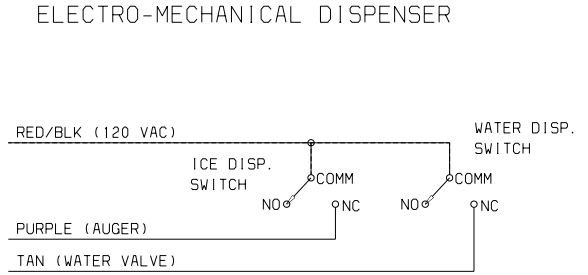 ELECTRO-MECHANICAL DISPENSER
RED/BLK (120 VAC)
WATER DISP.
SWITCH
ICE DISP.
SWITCH
COMM
COMM
NO
NC
NO
NC
PURPLE (AUGER)
TAN (WATER VALVE)